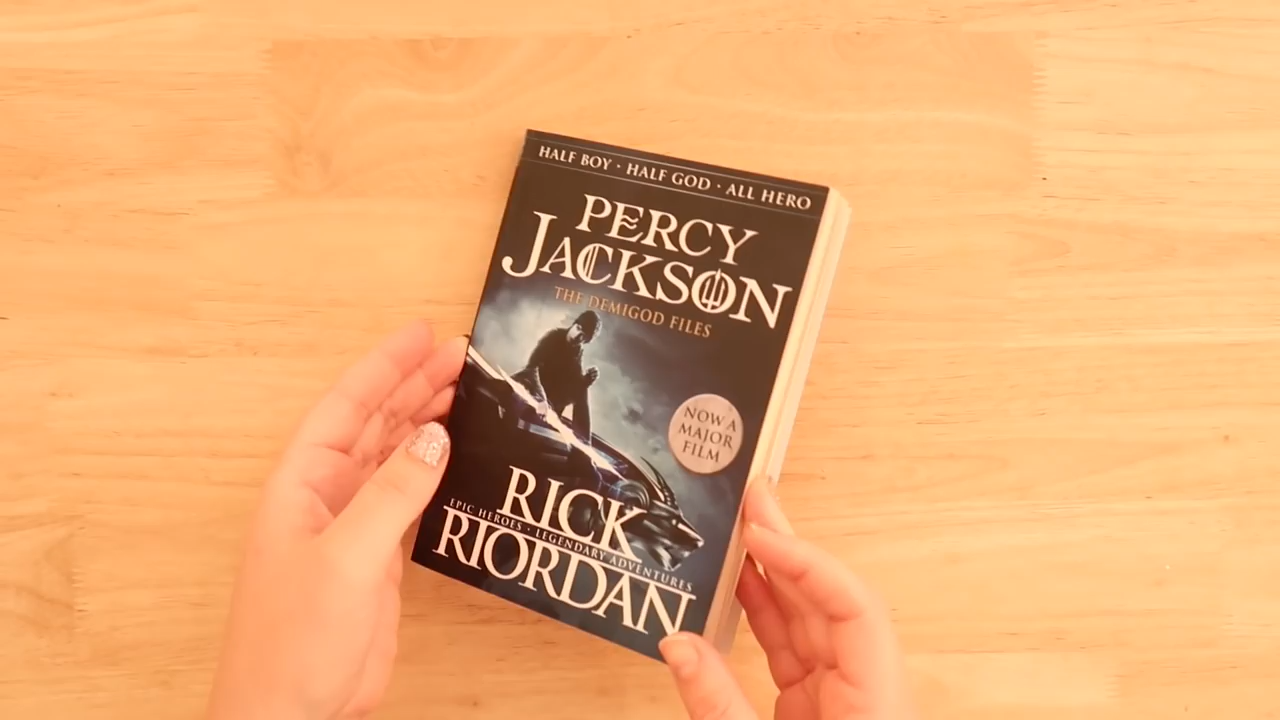 HALF BOY · HALF GOD · ALL HERO
PERCY
JACKSON
THE DEMIGOD FILES
NOW A
MAJOR
FILM
RICK
EPIC HEROES · LEGENDARY ADVENTURES
RIORDAN